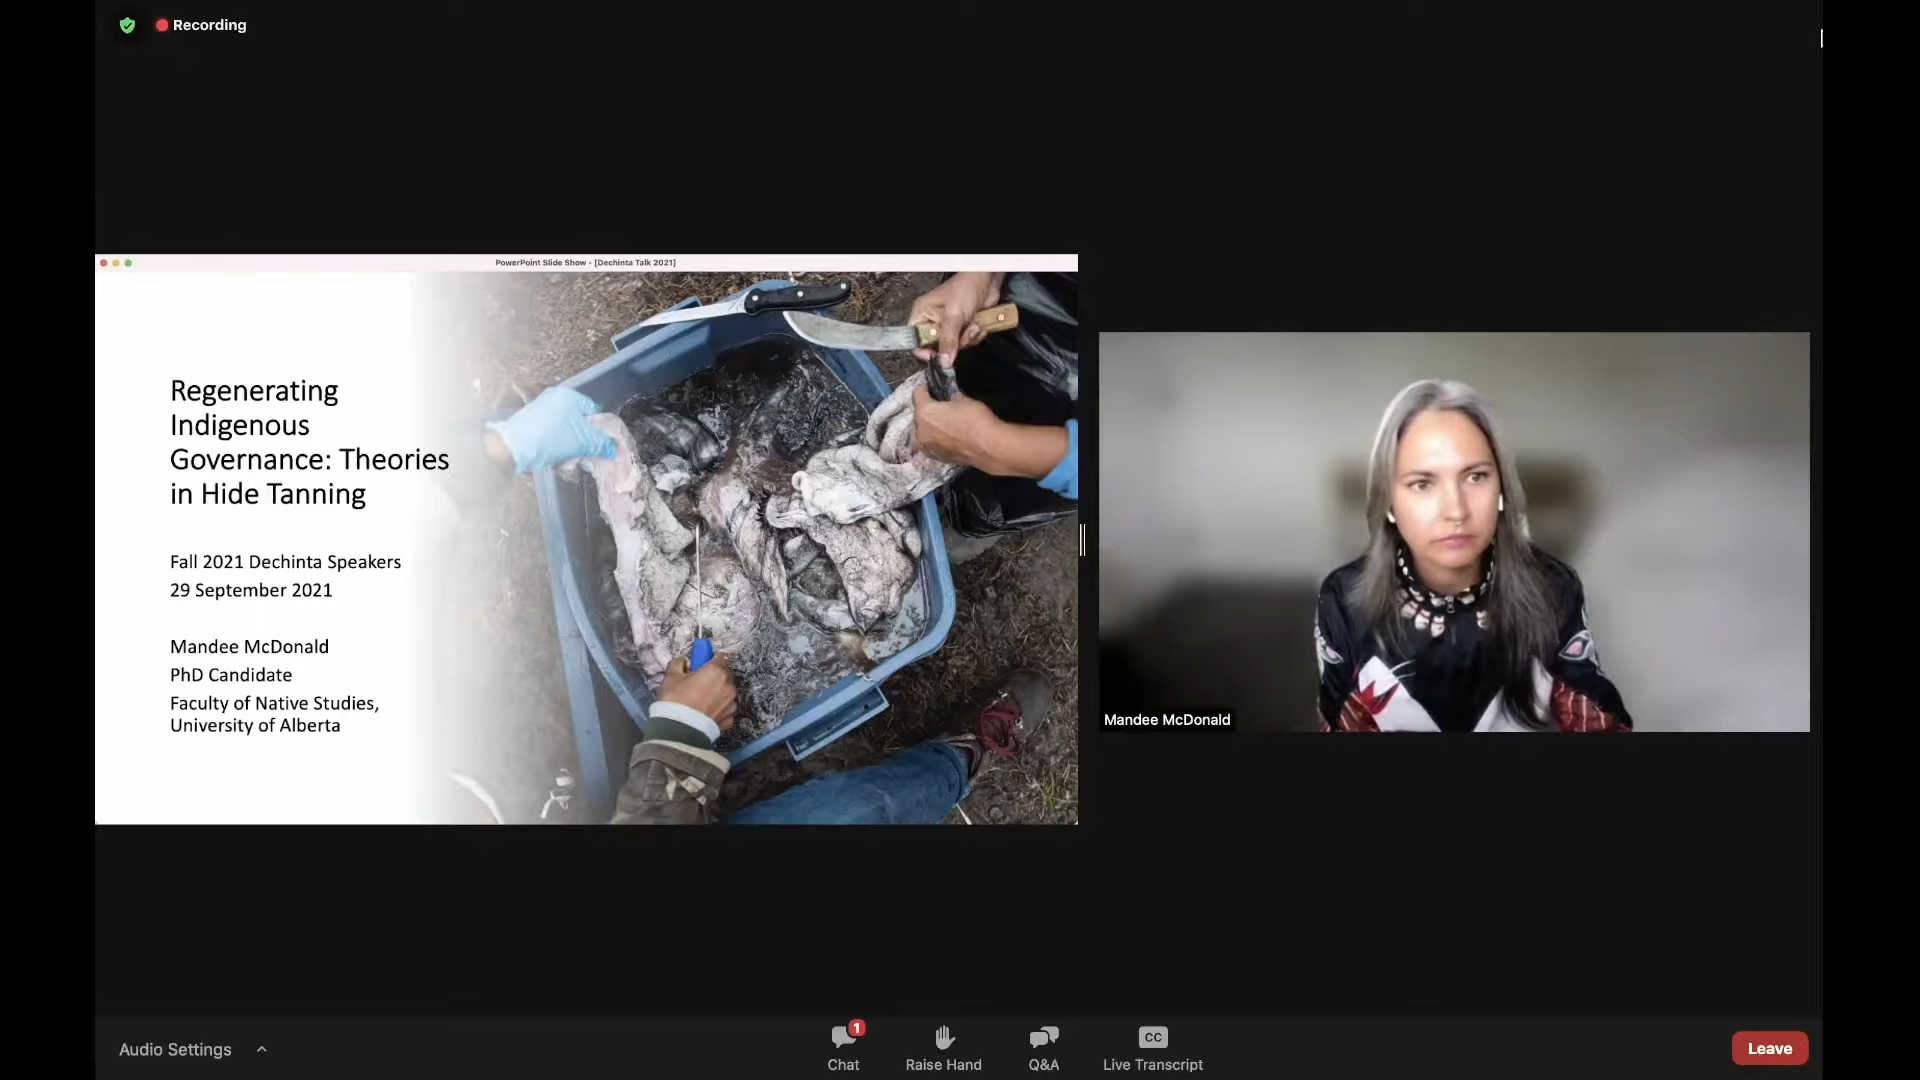 Recording
PowerPoint Slide Show - [Dechinta Talk 2021]
Regenerating
Indigenous
Governance: Theories
in Hide Tanning
Fall 2021 Dechinta Speakers
29 September 2021
Mandee McDonald
PhD Candidate
Faculty of Native Studies,
University of Alberta
Mandee McDonald
Audio Settings
1
Chat
Raise Hand
Q&A
CC
Live Transcript
Leave